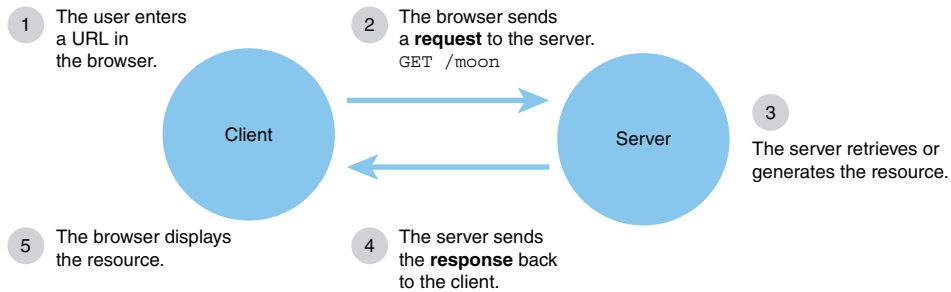 1
The user enters
a URL in
the browser.
2
The browser sends
a request to the server.
GET /moon
Client
Server
3
The server retrieves or
generates the resource.
4
The server sends
the response back
to the client.
5
The browser displays
the resource.